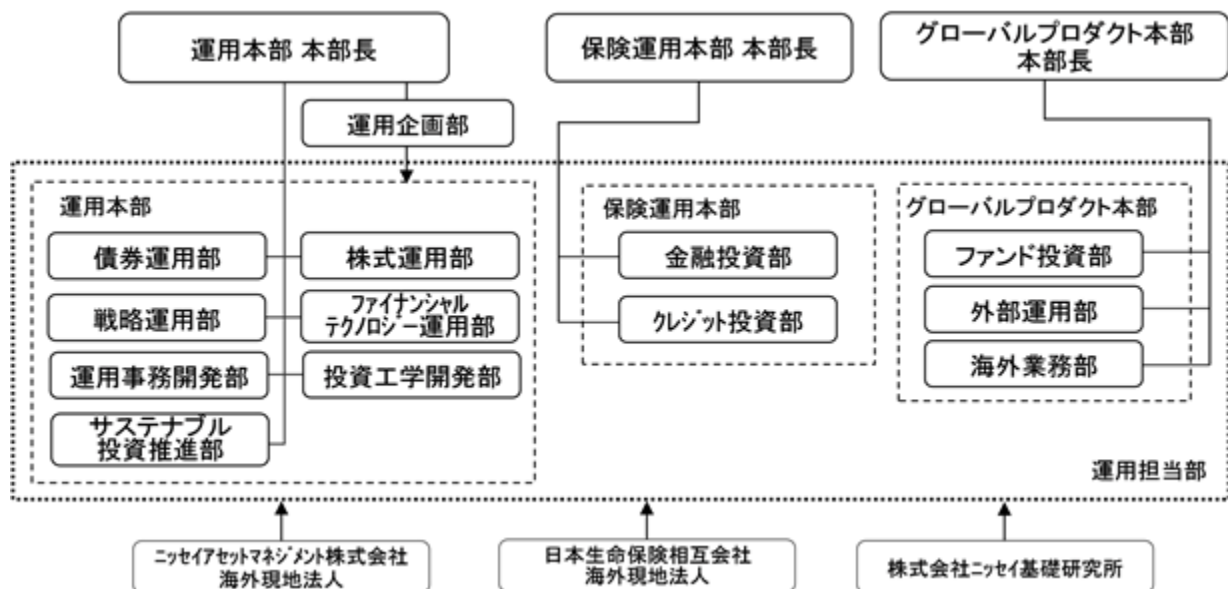 運用本部 本部長
保険運用本部 本部長
グローバルプロダクト本部
本部長
運用企画部
運用本部
債券運用部
株式運用部
戦略運用部
ファイナンシャル
テクノロジー運用部
運用事務開発部
投資工学開発部
サステナブル
投資推進部
保険運用本部
金融投資部
クレジット投資部
グローバルプロダクト本部
ファンド投資部
外部運用部
海外業務部
運用担当部
ニッセイアセットマネジメント株式会社
海外現地法人
日本生命保険相互会社
海外現地法人
株式会社ニッセイ基礎研究所